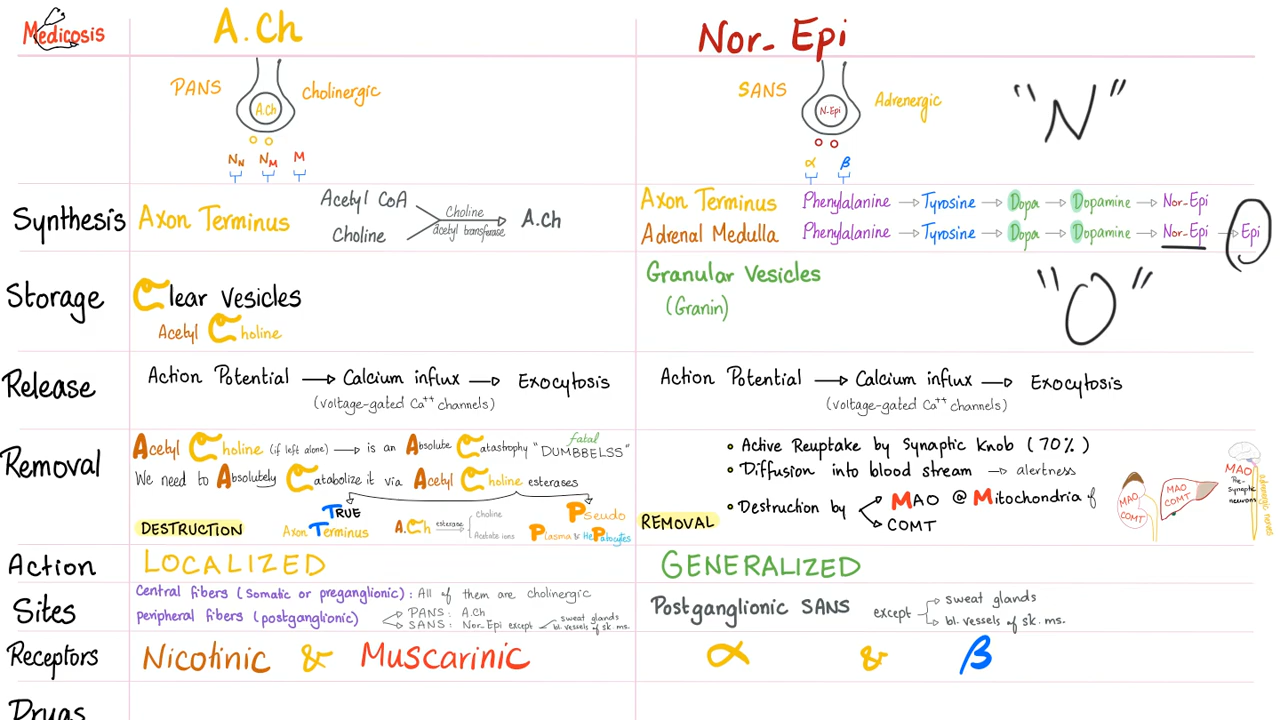 Medicosis
A.Ch
Nor- Epi
PANS
A.Ch
Cholinergic
NN NM M
SANS
N-Epi
Adrenergic
α β
"N"
Synthesis
Axon Terminus
Acetyl CoA
Choline
Choline
acetyl transferase
A.Ch
Axon Terminus Phenylalanine → Tyrosine → Dopa → Dopamine → Nor-Epi
Adrenal Medulla Phenylalanine → Tyrosine → Dopa → Dopamine → Nor-Epi → Epi
Storage
Clear Vesicles
Acetyl Choline
Granular Vesicles
(Granin)
"O"
Release
Action Potential → Calcium influx → Exocytosis
(voltage-gated Ca++ channels)
Action Potential → Calcium influx → Exocytosis
(voltage-gated Ca++ channels)
Removal
Acetyl Choline (if left alone) → is an Absolute Catastrophy "DUMBBELSS"
fatal
We need to Absolutely Catabolize it via Acetyl Choline esterases
TRUE
Axon Terminus
A.Ch esterase
Choline
Acetate ions
Pseudo
Plasma & HePatocytes
DESTRUCTION
• Active Reuptake by Synaptic Knob (70%)
• Diffusion into blood stream → alertness
• Destruction by
MAO @ Mitochondria of
COMT
REMOVAL
MAO
COMT
MAO
COMT
MAO
Pre-
Synaptic
neuron
adrenergic neurons
Action
LOCALIZED
GENERALIZED
Sites
Central fibers (Somatic or preganglionic) : All of them are cholinergic
peripheral fibers (postganglionic)
PANS : A.Ch
SANS : Nor-Epi except
sweat glands
bl. vessels of sk. ms.
Postganglionic SANS except
sweat glands
bl. vessels of sk. ms.
Receptors
Nicotinic & Muscarinic
α & β
Drugs